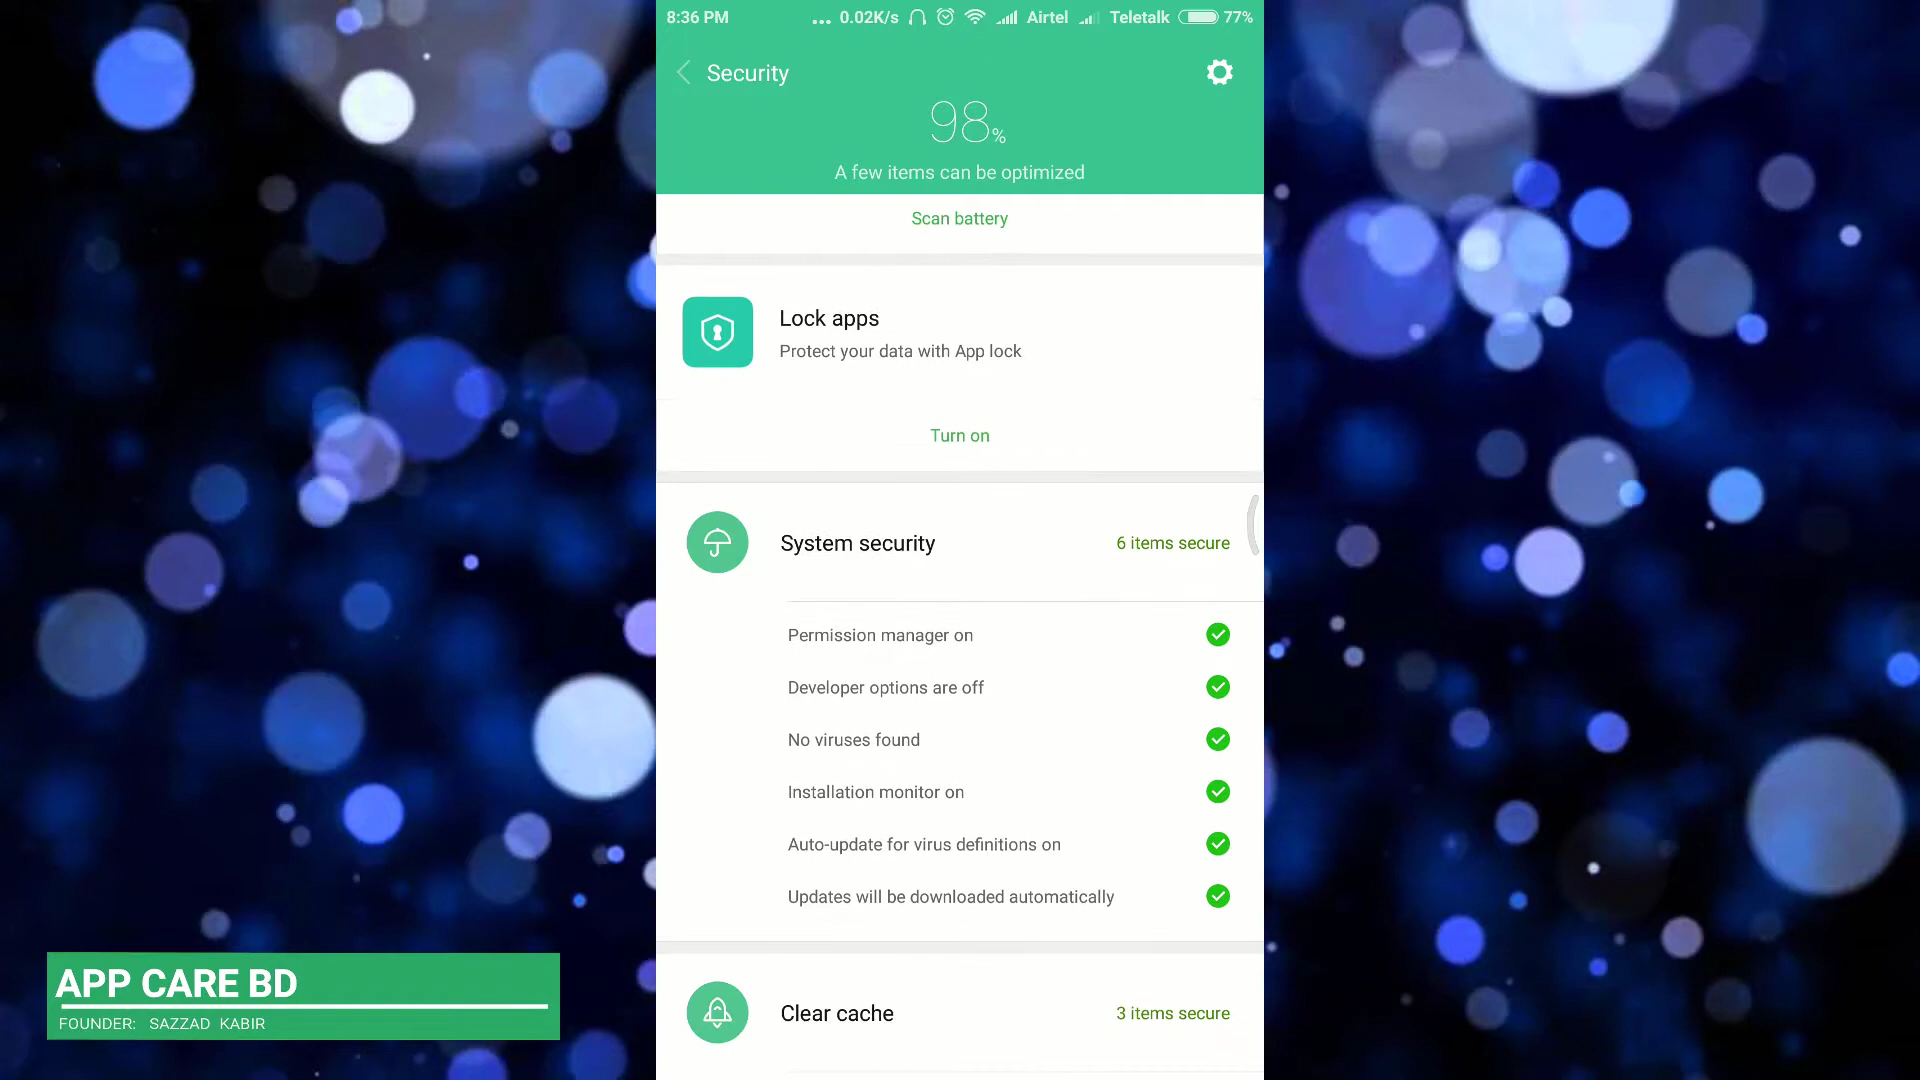 8:36 PM ... 0.02K/s Airtel Teletalk 77%
Security
98%
A few items can be optimized
Scan battery
Lock apps
Protect your data with App lock
Turn on
System security 6 items secure
Permission manager on
Developer options are off
No viruses found
Installation monitor on
Auto-update for virus definitions on
Updates will be downloaded automatically
Clear cache 3 items secure
APP CARE BD
FOUNDER: SAZZAD KABIR